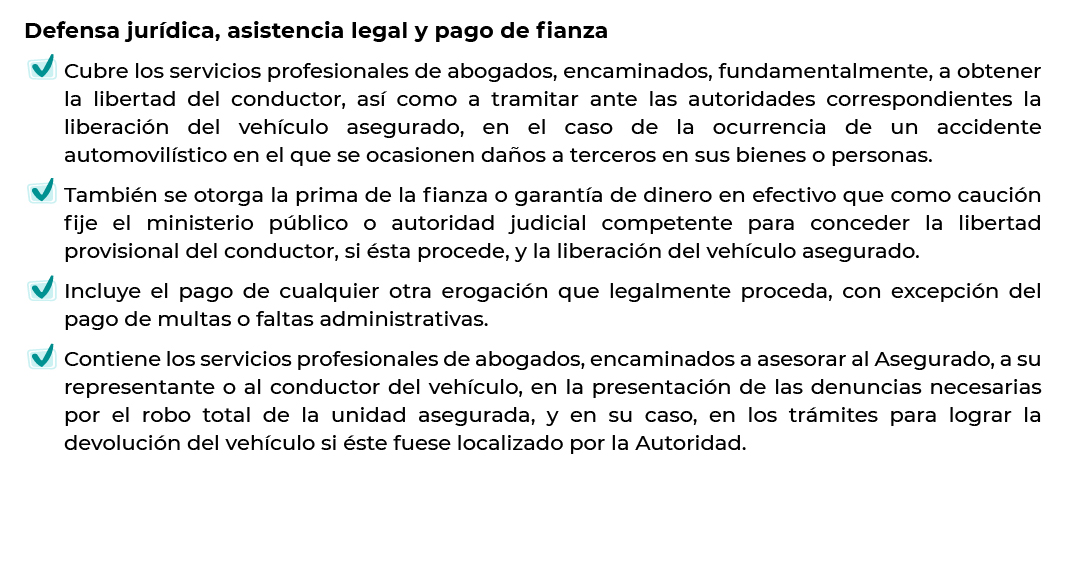 Defensa jurídica, asistencia legal y pago de fianza
Cubre los servicios profesionales de abogados, encaminados, fundamentalmente, a obtener
la libertad del conductor, así como a tramitar ante las autoridades correspondientes la
liberación del vehículo asegurado, en el caso de la ocurrencia de un accidente
automovilístico en el que se ocasionen daños a terceros en sus bienes o personas.
También se otorga la prima de la fianza o garantía de dinero en efectivo que como caución
fije el ministerio público o autoridad judicial competente para conceder la libertad
provisional del conductor, si ésta procede, y la liberación del vehículo asegurado.
Incluye el pago de cualquier otra erogación que legalmente proceda, con excepción del
pago de multas o faltas administrativas.
Contiene los servicios profesionales de abogados, encaminados a asesorar al Asegurado, a su
representante o al conductor del vehículo, en la presentación de las denuncias necesarias
por el robo total de la unidad asegurada, y en su caso, en los trámites para lograr la
devolución del vehículo si éste fuese localizado por la Autoridad.